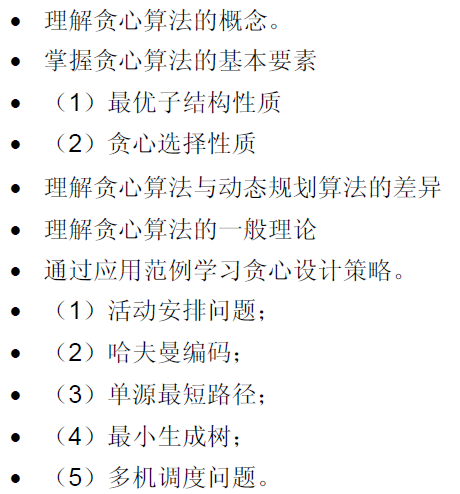 • 理解贪心算法的概念。
• 掌握贪心算法的基本要素
• （1）最优子结构性质
• （2）贪心选择性质
• 理解贪心算法与动态规划算法的差异
• 理解贪心算法的一般理论
• 通过应用范例学习贪心设计策略。
• （1）活动安排问题；
• （2）哈夫曼编码；
• （3）单源最短路径；
• （4）最小生成树；
• （5）多机调度问题。